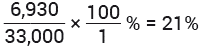 6,930/33,000 × 100/1 % = 21%